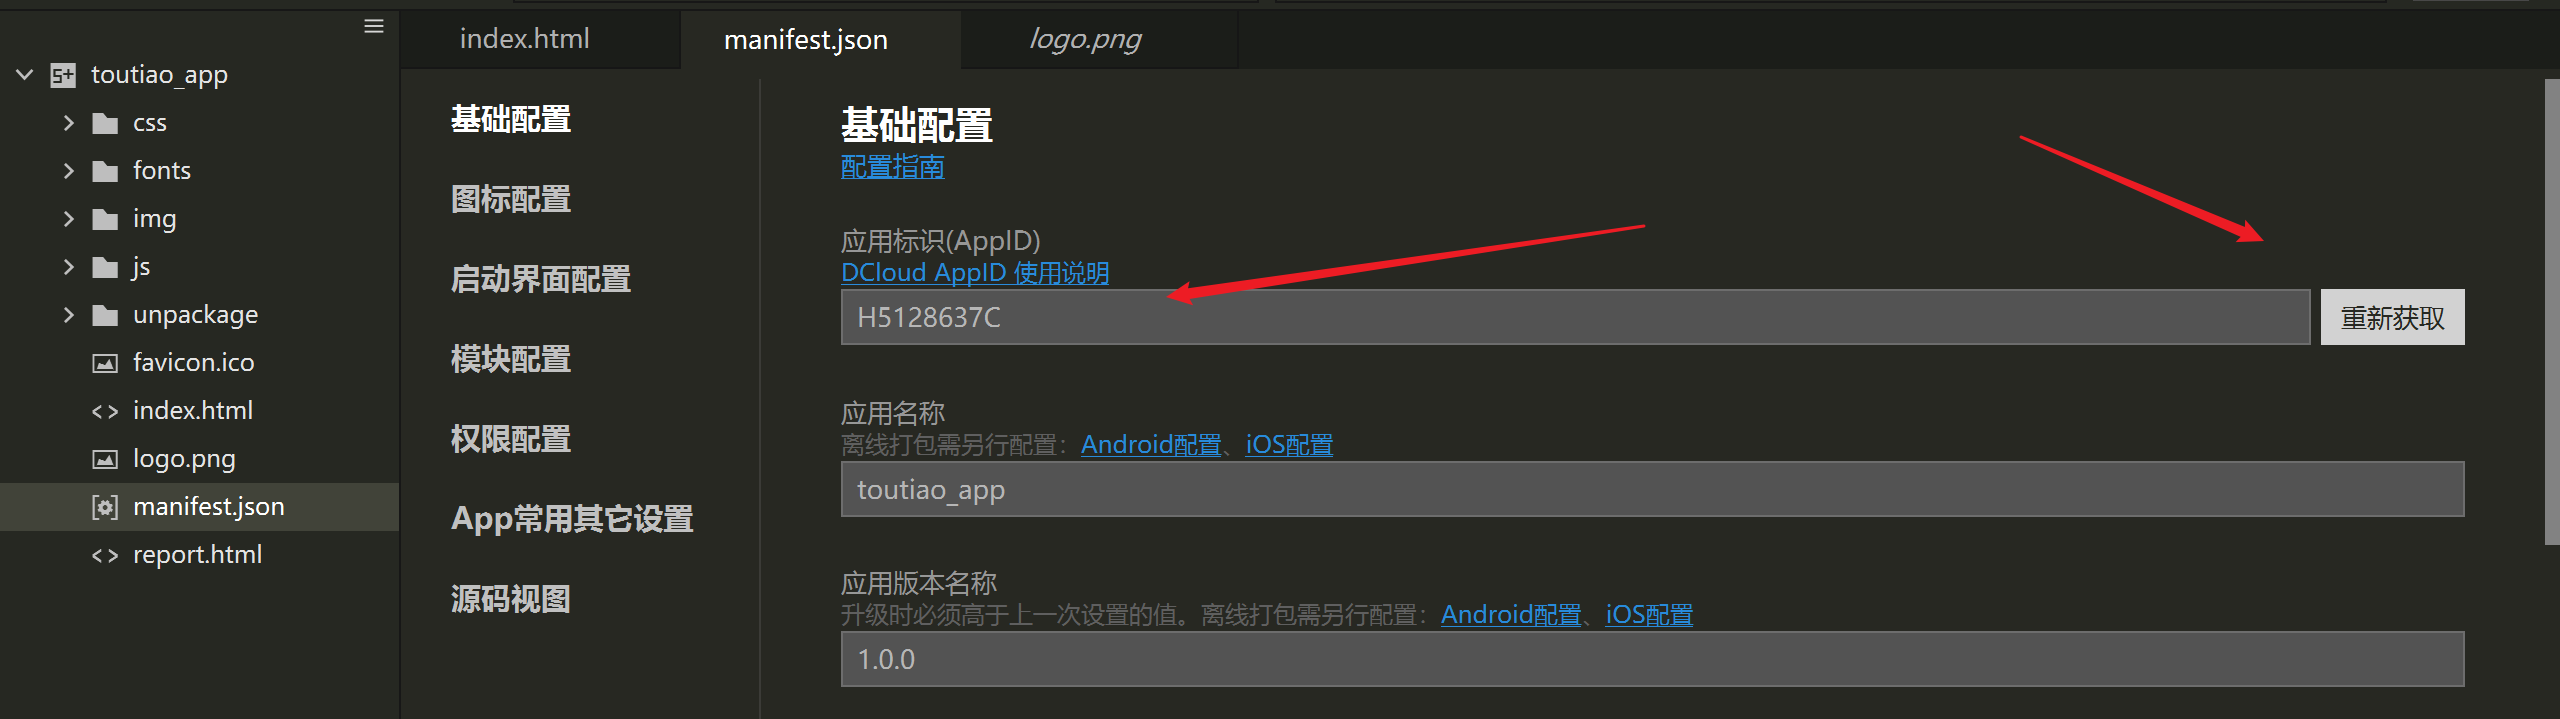 index.html
manifest.json
logo.png
toutiao_app
css
fonts
img
js
unpackage
favicon.ico
index.html
logo.png
manifest.json
report.html
基础配置
图标配置
启动界面配置
模块配置
权限配置
App常用其它设置
源码视图
基础配置
配置指南
应用标识(AppID)
DCloud AppID 使用说明
H5128637C
重新获取
应用名称
离线打包需另行配置：Android配置、iOS配置
toutiao_app
应用版本名称
升级时必须高于上一次设置的值。离线打包需另行配置：Android配置、iOS配置
1.0.0